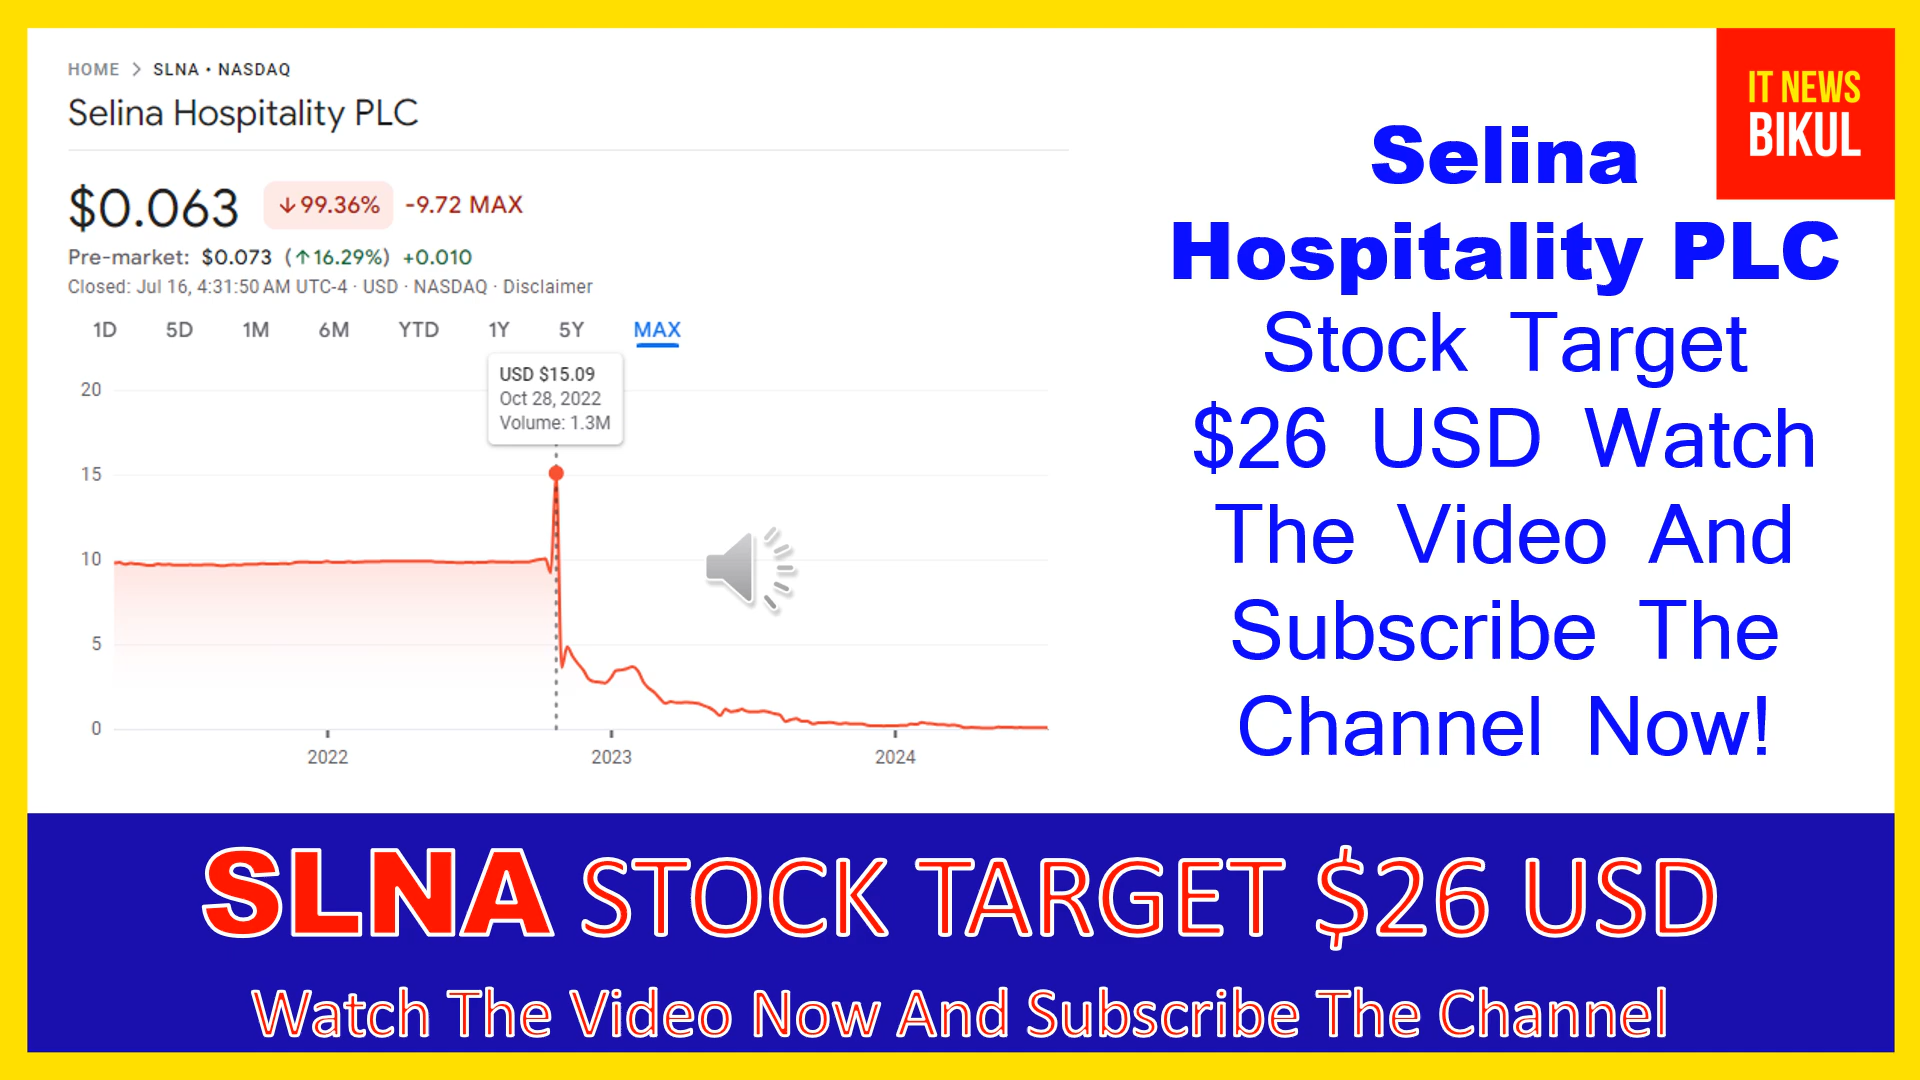 HOME > SLNA • NASDAQ
Selina Hospitality PLC
$0.063 ↓99.36% -9.72 MAX
Pre-market: $0.073 (↑16.29%) +0.010
Closed: Jul 16, 4:31:50 AM UTC-4 · USD · NASDAQ · Disclaimer
1D 5D 1M 6M YTD 1Y 5Y MAX
USD $15.09
Oct 28, 2022
Volume: 1.3M
20
15
10
5
0
2022 2023 2024
IT NEWS
BIKUL
Selina
Hospitality PLC
Stock Target
$26 USD Watch
The Video And
Subscribe The
Channel Now!
SLNA STOCK TARGET $26 USD
Watch The Video Now And Subscribe The Channel